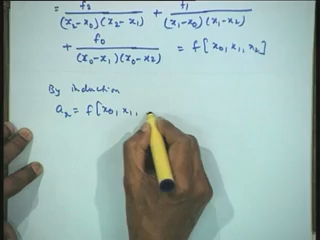 = f₂ / (x₂-x₀)(x₂-x₁) + f₁ / (x₁-x₀)(x₁-x₂)
+ f₀ / (x₀-x₁)(x₀-x₂) = f[x₀, x₁, x₂]
By induction
aₙ = f[x₀, x₁,